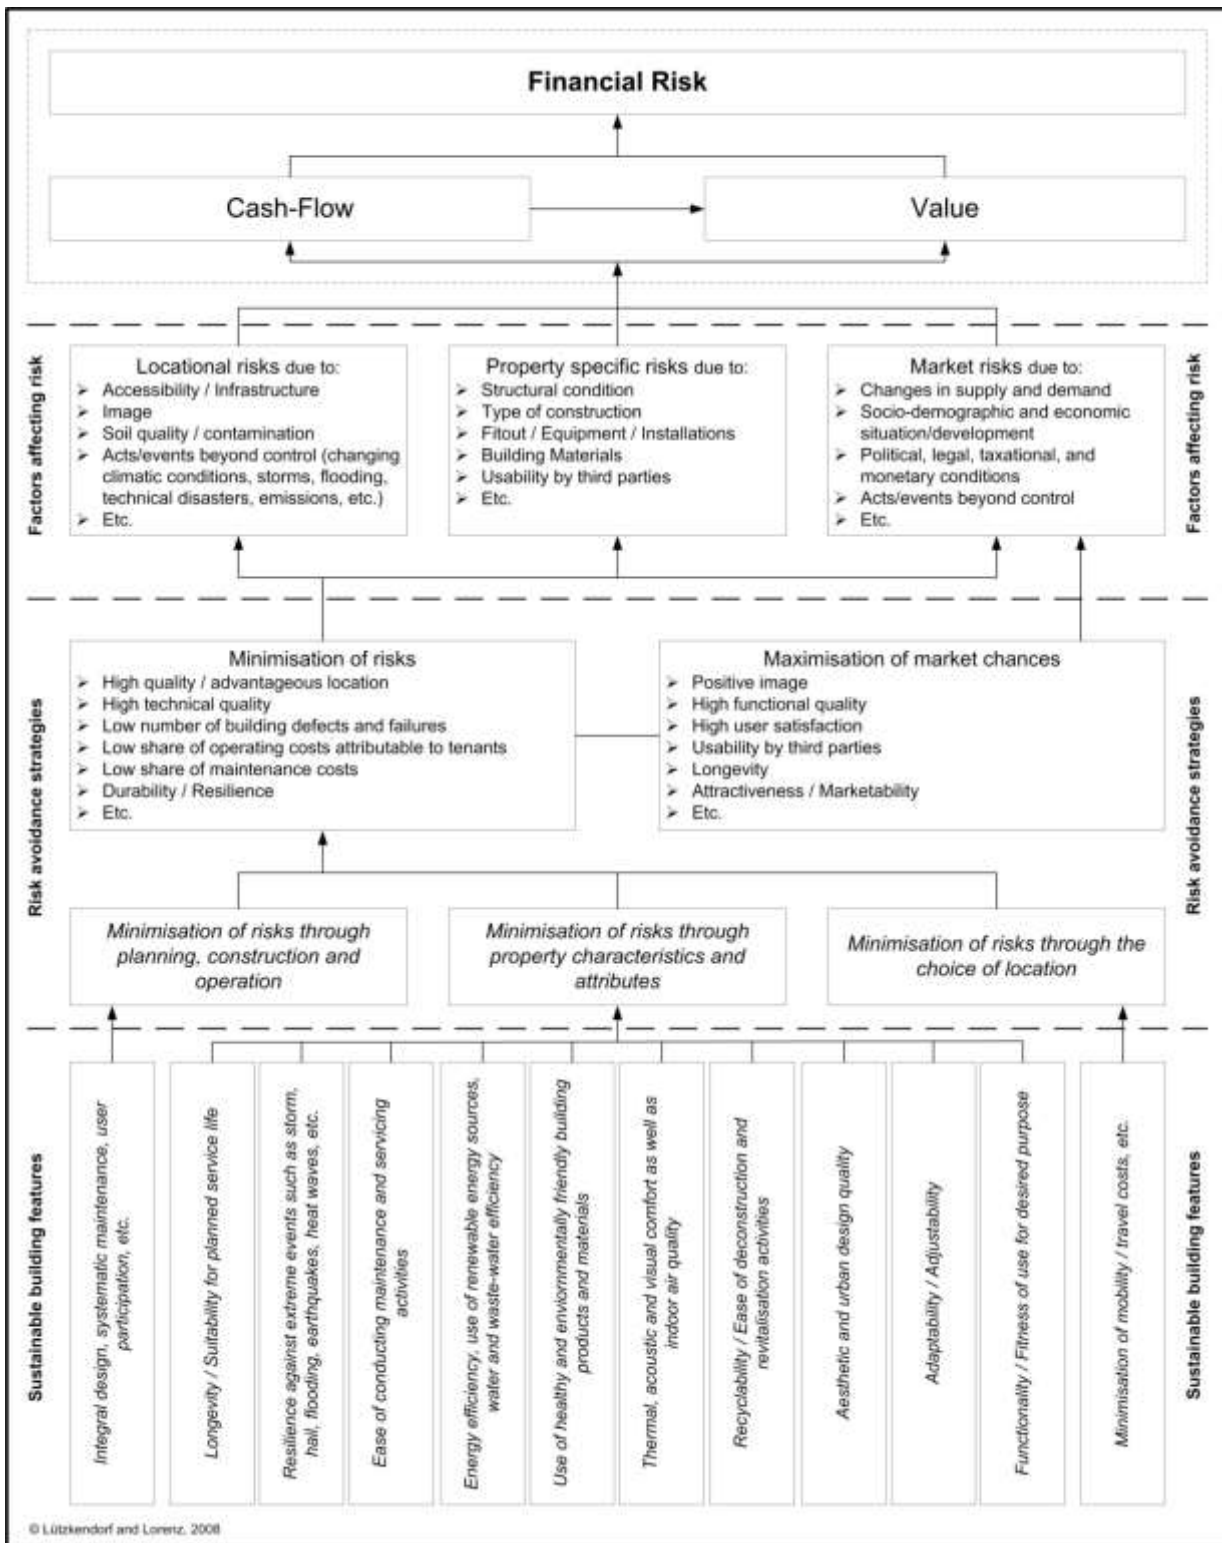 Financial Risk
Cash-Flow
Value
Factors affecting risk
Locational risks due to:
➢ Accessibility / Infrastructure
➢ Image
➢ Soil quality / contamination
➢ Acts/events beyond control (changing
climatic conditions, storms, flooding,
technical disasters, emissions, etc.)
➢ Etc.
Property specific risks due to:
➢ Structural condition
➢ Type of construction
➢ Fitout / Equipment / Installations
➢ Building Materials
➢ Usability by third parties
➢ Etc.
Market risks due to:
➢ Changes in supply and demand
➢ Socio-demographic and economic
situation/development
➢ Political, legal, taxational, and
monetary conditions
➢ Acts/events beyond control
➢ Etc.
Factors affecting risk
Risk avoidance strategies
Minimisation of risks
➢ High quality / advantageous location
➢ High technical quality
➢ Low number of building defects and failures
➢ Low share of operating costs attributable to tenants
➢ Low share of maintenance costs
➢ Durability / Resilience
➢ Etc.
Maximisation of market chances
➢ Positive image
➢ High functional quality
➢ High user satisfaction
➢ Usability by third parties
➢ Longevity
➢ Attractiveness / Marketability
➢ Etc.
Risk avoidance strategies
Minimisation of risks through
planning, construction and
operation
Minimisation of risks through
property characteristics and
attributes
Minimisation of risks through the
choice of location
Sustainable building features
Integral design, systematic maintenance, user
participation, etc.
Longevity / Suitability for planned service life
Resilience against extreme events such as storm,
hail, flooding, earthquakes, heat waves, etc.
Ease of conducting maintenance and servicing
activities
Energy efficiency, use of renewable energy sources,
water and waste-water efficiency
Use of healthy and enviornmentally friendly building
products and materials
Thermal, acoustic and visual comfort as well as
indoor air quality
Recyclability / Ease of deconstruction and
revitalisation activities
Aesthetic and urban design quality
Adaptability / Adjustability
Functionality / Fitness of use for desired purpose
Minimisation of mobility / travel costs, etc.
Sustainable building features
© Lützkendorf and Lorenz, 2008